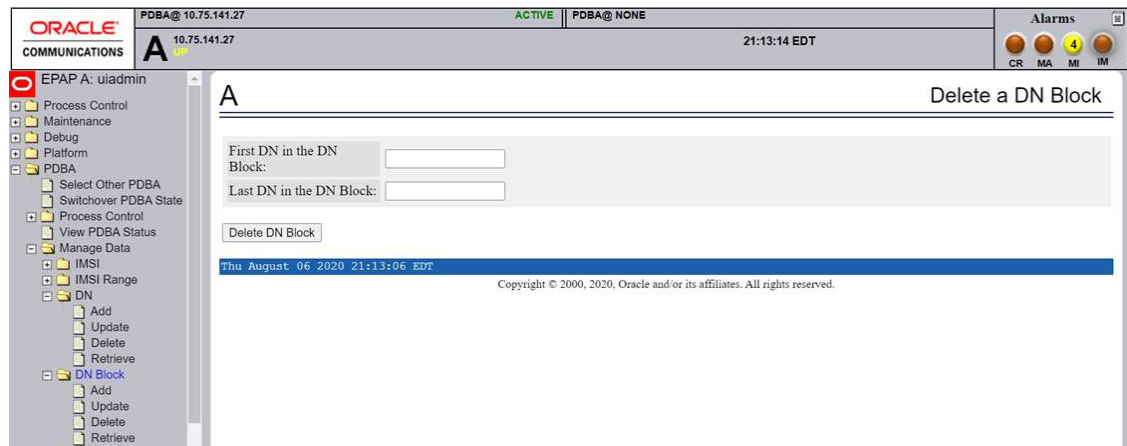 ORACLE
COMMUNICATIONS
PDBA@ 10.75.141.27
ACTIVE
PDBA@ NONE
A
10.75.141.27
UP
21:13:14 EDT
Alarms
4
CR MA MI IM
EPAP A: uiadmin
Process Control
Maintenance
Debug
Platform
PDBA
Select Other PDBA
Switchover PDBA State
Process Control
View PDBA Status
Manage Data
IMSI
IMSI Range
DN
Add
Update
Delete
Retrieve
DN Block
Add
Update
Delete
Retrieve
A
Delete a DN Block
First DN in the DN
Block:
Last DN in the DN Block:
Delete DN Block
Thu August 06 2020 21:13:06 EDT
Copyright © 2000, 2020, Oracle and/or its affiliates. All rights reserved.